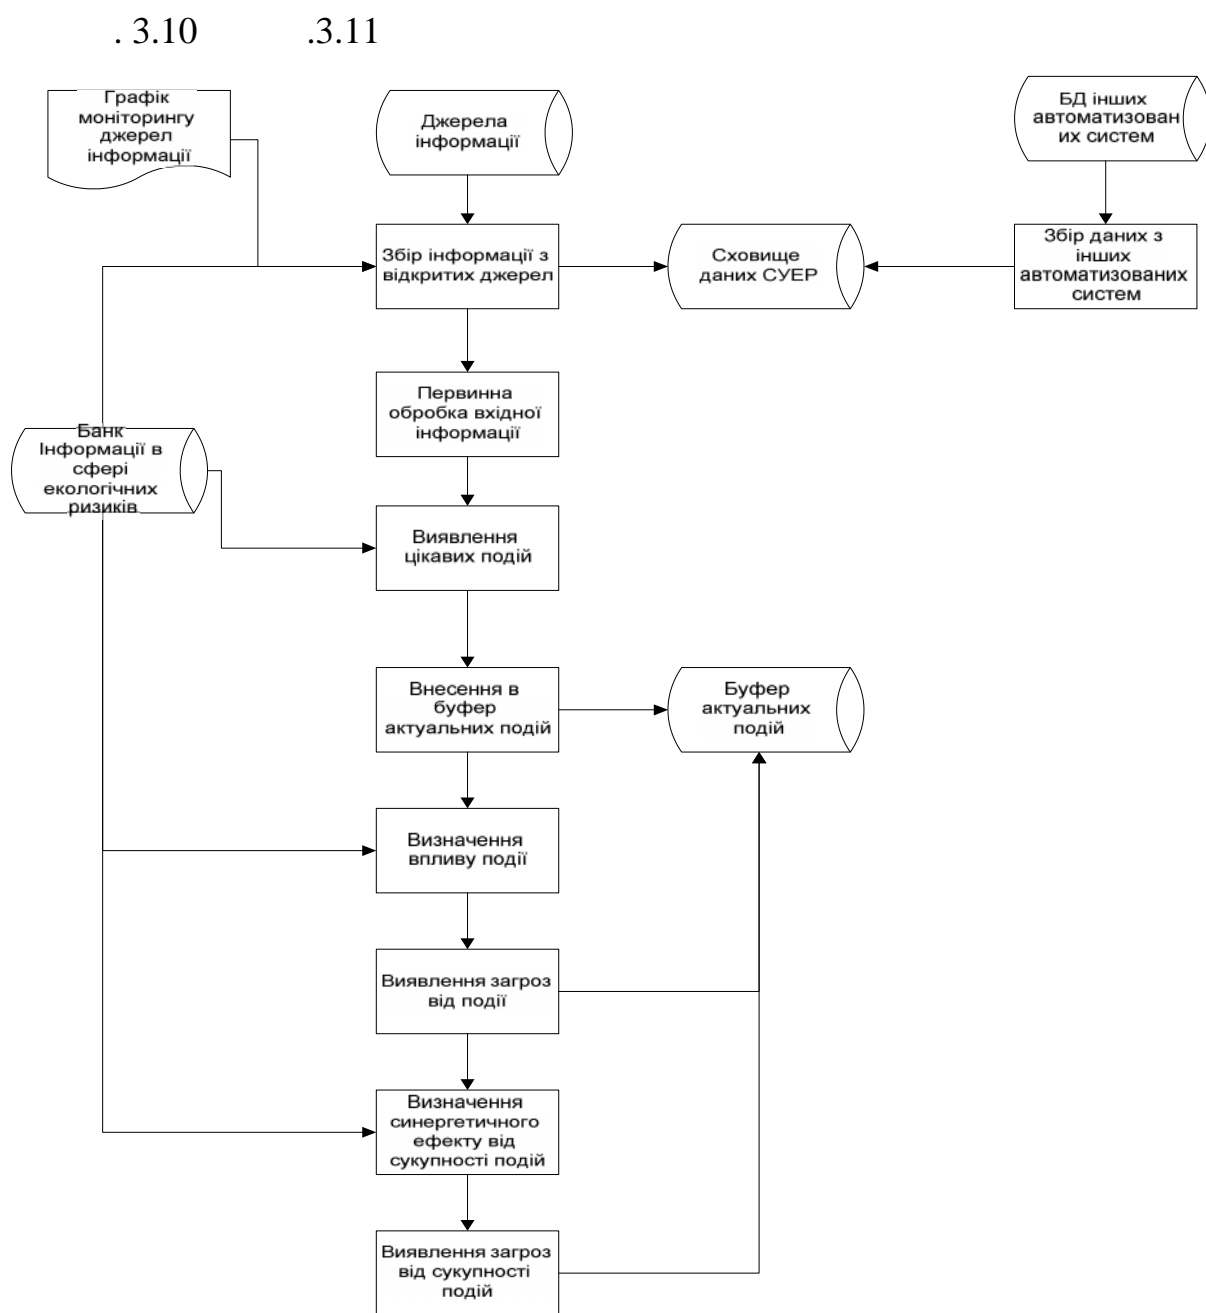 . 3.10 .3.11
Графік
моніторингу
джерел
інформації
Джерела
інформації
БД інших
автоматизован
их систем
Збір інформації з
відкритих джерел
Сховище
даних СУЕР
Збір даних з
інших
автоматизованих
систем
Первинна
обробка вхідної
інформації
Банк
Інформації в
сфері
екологічних
ризиків
Виявлення
цікавих подій
Внесення в
буфер
актуальних подій
Буфер
актуальних
подій
Визначення
впливу події
Виявлення загроз
від події
Визначення
синергетичного
ефекту від
сукупності подій
Виявлення загроз
від сукупності
подій